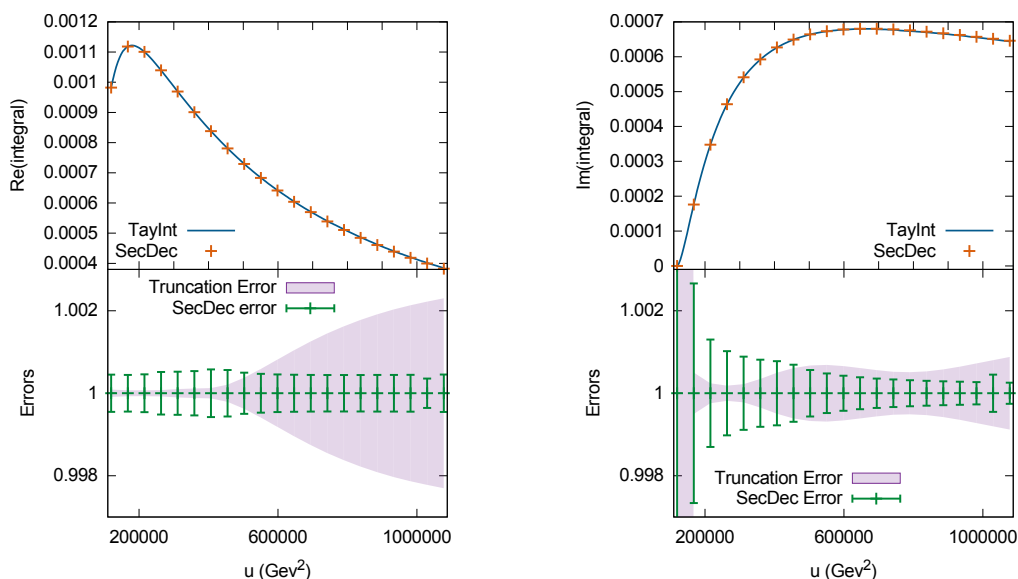 0.0012
0.0011
0.001
0.0009
0.0008
0.0007
0.0006
0.0005
0.0004
Re(integral)
TayInt
SecDec
Truncation Error
SecDec error
1.002
1
0.998
Errors
200000 600000 1000000
u (Gev²)
0.0007
0.0006
0.0005
0.0004
0.0003
0.0002
0.0001
0
Im(integral)
TayInt
SecDec
1.002
1
0.998
Errors
Truncation Error
SecDec Error
200000 600000 1000000
u (Gev²)